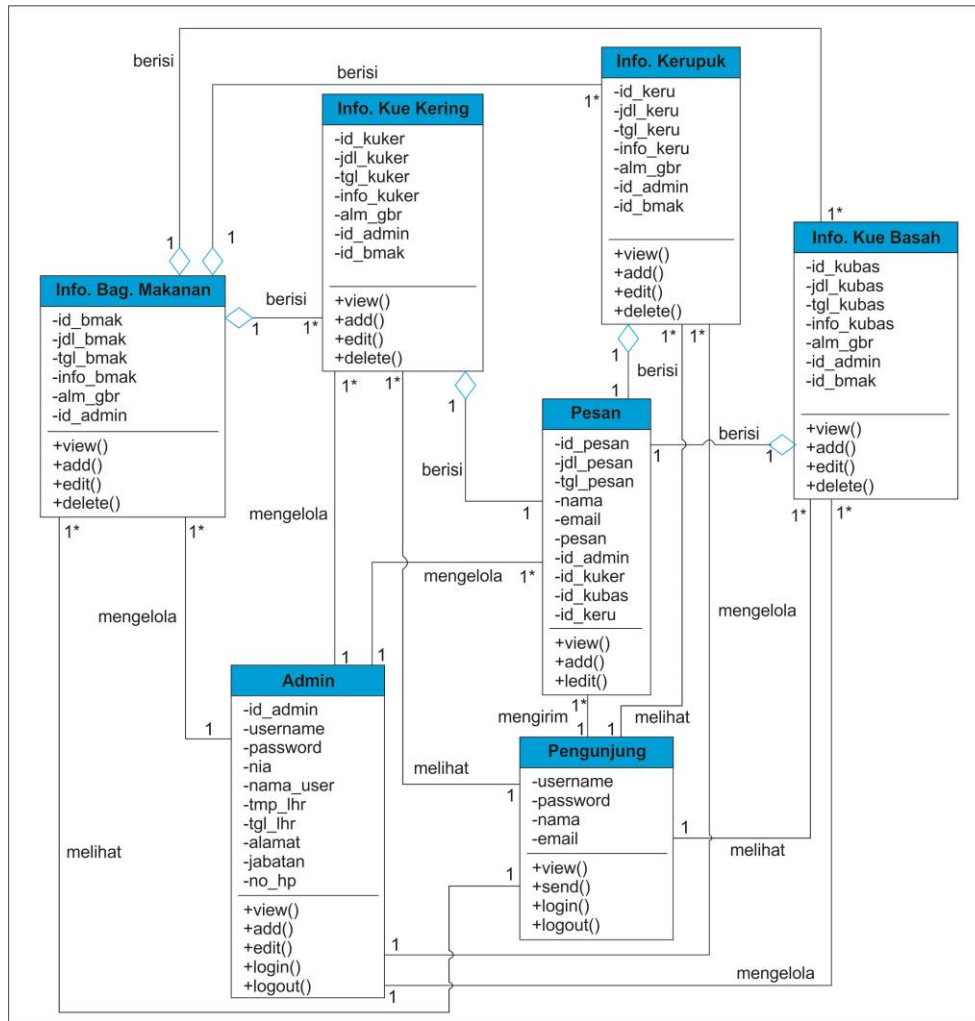 berisi
berisi
Info. Kerupuk
-id_keru
-jdl_keru
-tgl_keru
-info_keru
-alm_gbr
-id_admin
-id_bmak
+view()
+add()
+edit()
+delete()
1*
1*
1*
Info. Kue Kering
-id_kuker
-jdl_kuker
-tgl_kuker
-info_kuker
-alm_gbr
-id_admin
-id_bmak
+view()
+add()
+edit()
+delete()
1*
1*
1*
Info. Kue Basah
-id_kubas
-jdl_kubas
-tgl_kubas
-info_kubas
-alm_gbr
-id_admin
-id_bmak
+view()
+add()
+edit()
+delete()
1*
1*
1*
1
1
Info. Bag. Makanan
-id_bmak
-jdl_bmak
-tgl_bmak
-info_bmak
-alm_gbr
-id_admin
+view()
+add()
+edit()
+delete()
1*
1*
berisi
1
1
berisi
1
1
berisi
1
1
berisi
1
1
Pesan
-id_pesan
-jdl_pesan
-tgl_pesan
-nama
-email
-pesan
-id_admin
-id_kuker
-id_kubas
-id_keru
+view()
+add()
+ledit()
mengelola
mengelola
1*
mengelola
mengelola
1
1
1
Admin
-id_admin
-username
-password
-nia
-nama_user
-tmp_lhr
-tgl_lhr
-alamat
-jabatan
-no_hp
+view()
+add()
+edit()
+login()
+logout()
1*
mengirim
1
1
melihat
Pengunjung
-username
-password
-nama
-email
+view()
+send()
+login()
+logout()
melihat
1
1
melihat
melihat
1
1
1
mengelola